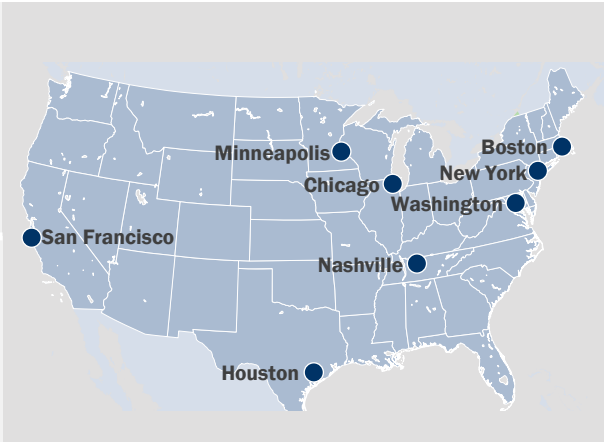 Boston
Minneapolis
New York
Chicago
Washington
San Francisco
Nashville
Houston